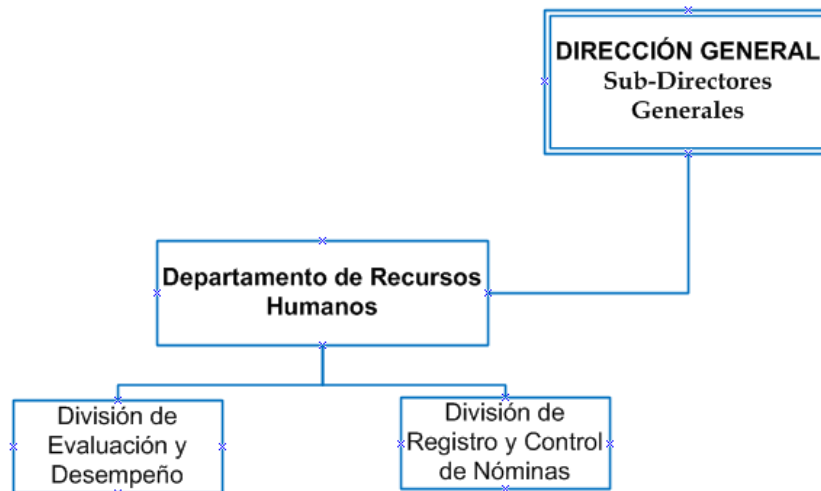 DIRECCIÓN GENERAL
Sub-Directores
Generales
Departamento de Recursos
Humanos
División de
Evaluación y
Desempeño
División de
Registro y Control
de Nóminas